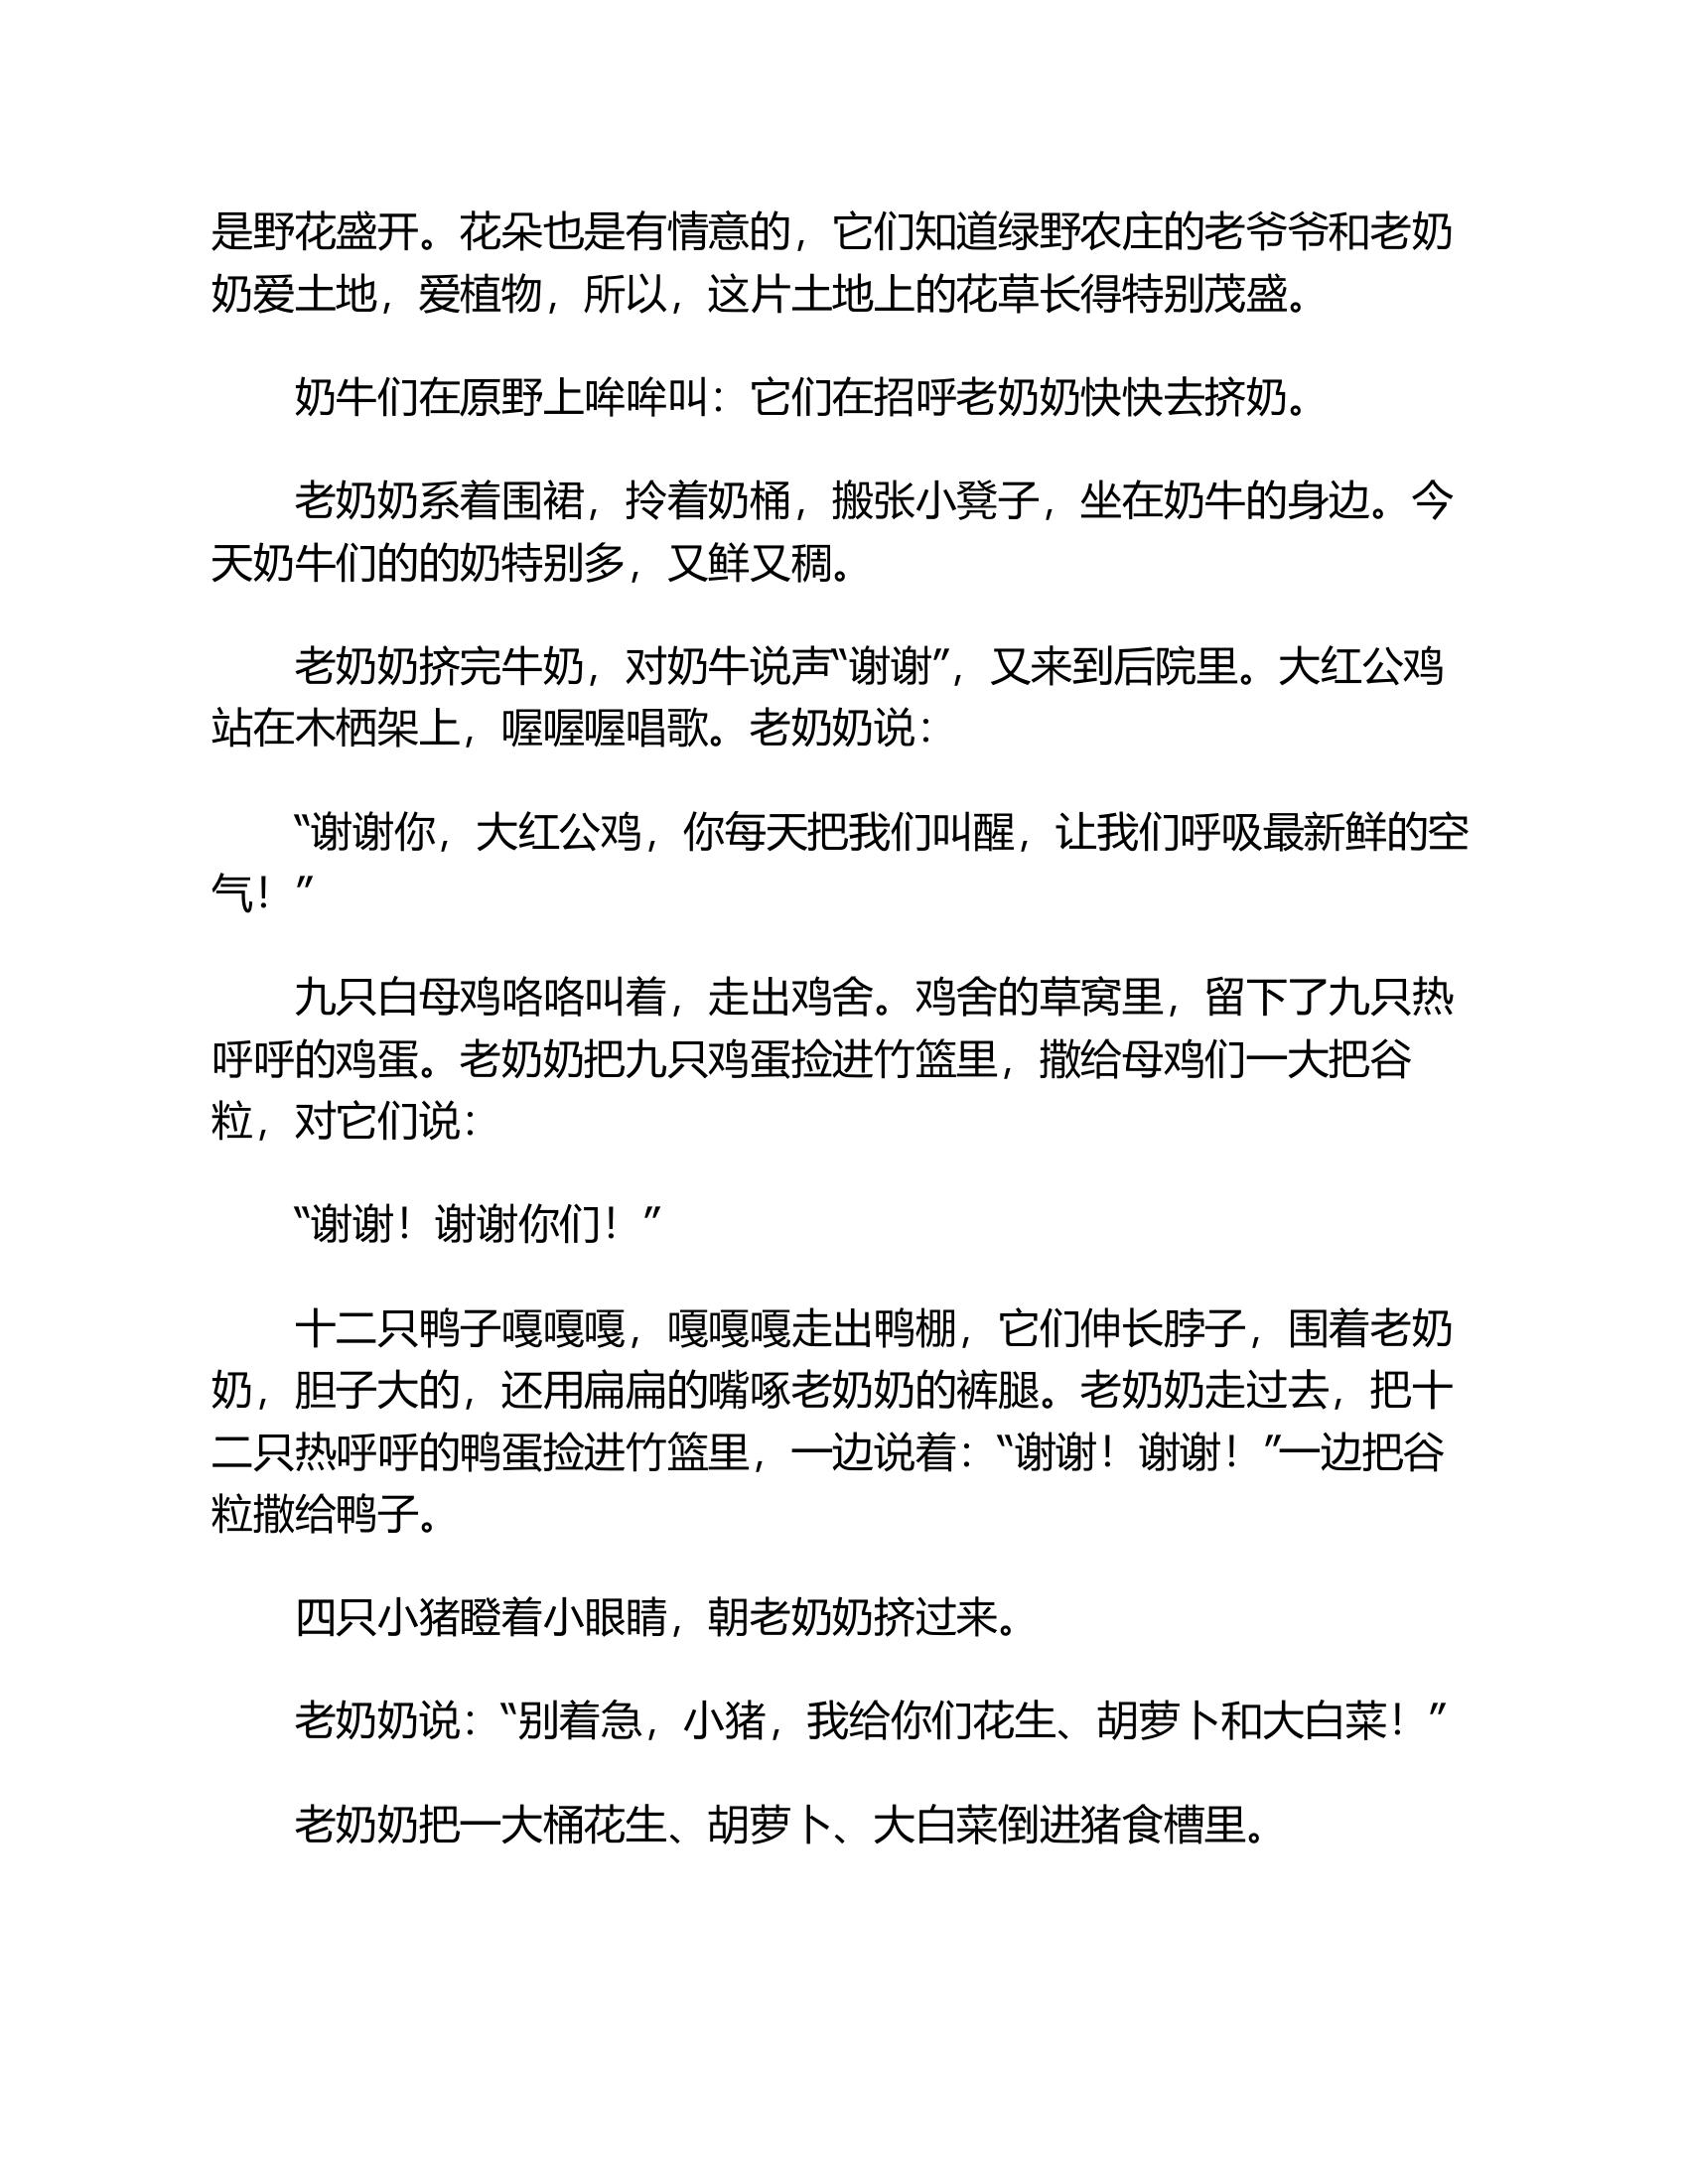 是野花盛开。花朵也是有情意的，它们知道绿野农庄的老爷爷和老奶
奶爱土地，爱植物，所以，这片土地上的花草长得特别茂盛。
奶牛们在原野上哞哞叫：它们在招呼老奶奶快快去挤奶。
老奶奶系着围裙，拎着奶桶，搬张小凳子，坐在奶牛的身边。今
天奶牛们的的奶特别多，又鲜又稠。
老奶奶挤完牛奶，对奶牛说声“谢谢”，又来到后院里。大红公鸡
站在木栖架上，喔喔喔唱歌。老奶奶说：
“谢谢你，大红公鸡，你每天把我们叫醒，让我们呼吸最新鲜的空
气！”
九只白母鸡咯咯叫着，走出鸡舍。鸡舍的草窝里，留下了九只热
呼呼的鸡蛋。老奶奶把九只鸡蛋捡进竹篮里，撒给母鸡们一大把谷
粒，对它们说：
“谢谢！谢谢你们！”
十二只鸭子嘎嘎嘎，嘎嘎嘎走出鸭棚，它们伸长脖子，围着老奶
奶，胆子大的，还用扁扁的嘴啄老奶奶的裤腿。老奶奶走过去，把十
二只热呼呼的鸭蛋捡进竹篮里，一边说着：“谢谢！谢谢！”一边把谷
粒撒给鸭子。
四只小猪瞪着小眼睛，朝老奶奶挤过来。
老奶奶说：“别着急，小猪，我给你们花生、胡萝卜和大白菜！”
老奶奶把一大桶花生、胡萝卜、大白菜倒进猪食槽里。